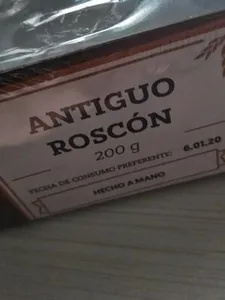 ANTIGUO
ROSCÓN
200 g
FECHA DE CONSUMO PREFERENTE: 6.01.20
HECHO A MANO